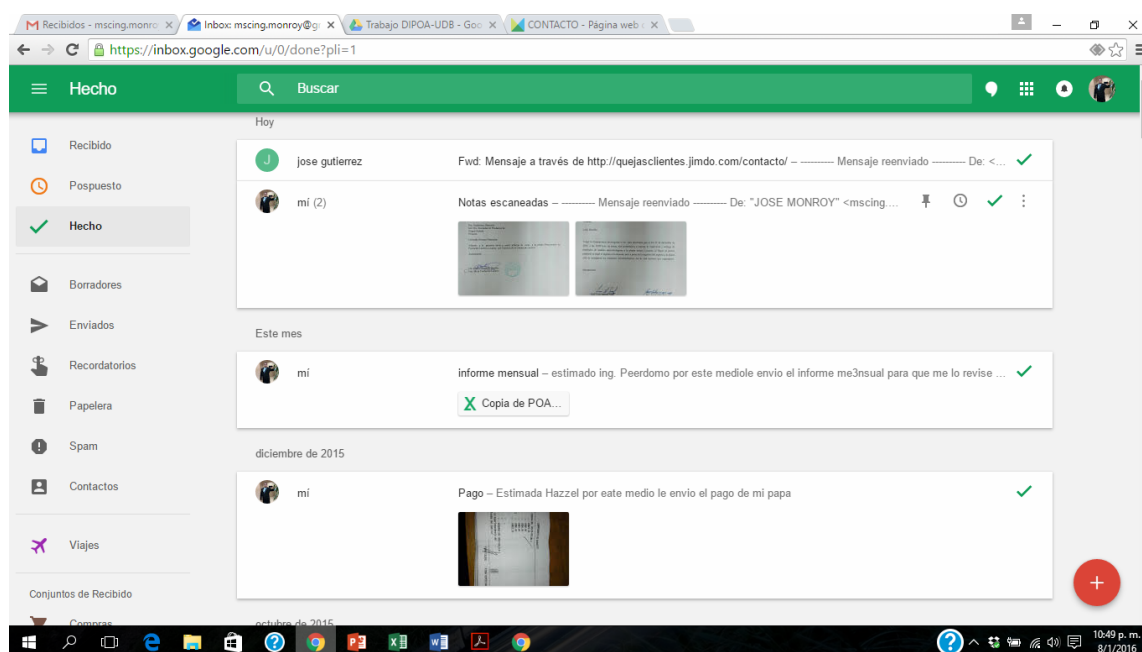 Recibidos - mscing.monro
Inbox: mscing.monroy@g
Trabajo DIPOA-UDB - Goo
CONTACTO - Página web
https://inbox.google.com/u/0/done?pli=1
Hecho
Buscar
Hoy
Recibido
J jose gutierrez Fwd: Mensaje a través de http://quejasclientes.jimdo.com/contacto/ – ---------- Mensaje reenviado ---------- De: <...
Pospuesto
mí (2) Notas escaneadas – ---------- Mensaje reenviado ---------- De: "JOSE MONROY" <mscing....
Hecho
Borradores
Enviados
Este mes
Recordatorios
mí informe mensual – estimado ing. Peerdomo por este mediole envio el informe me3nsual para que me lo revise ...
Papelera
Copia de POA...
Spam
diciembre de 2015
Contactos
mí Pago – Estimada Hazzel por eate medio le envio el pago de mi papa
Viajes
Conjuntos de Recibido
Compras
octubre de 2015
10:49 p. m.
8/1/2016